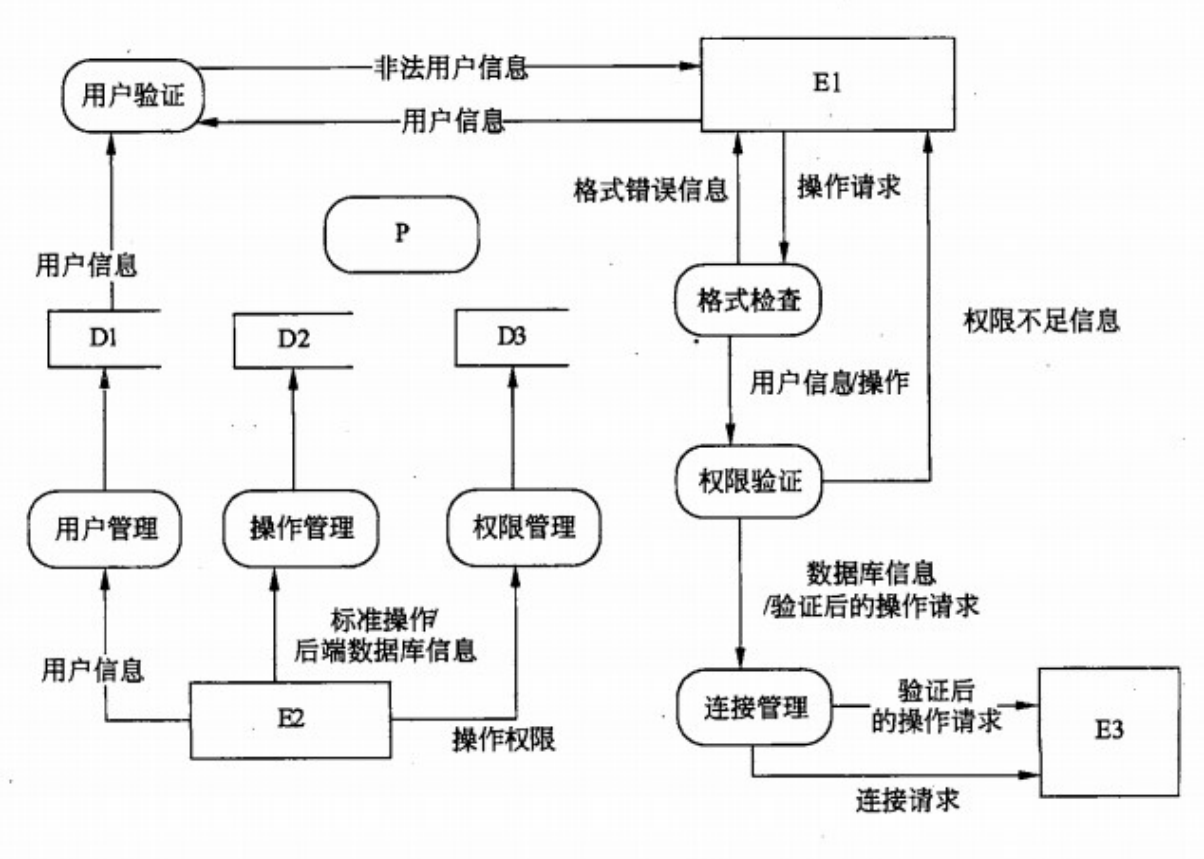 用户验证
非法用户信息
E1
用户信息
格式错误信息
操作请求
P
用户信息
格式检查
权限不足信息
D1
D2
D3
用户信息/操作
权限验证
用户管理
操作管理
权限管理
数据库信息
/验证后的操作请求
标准操作/
后端数据库信息
用户信息
E2
操作权限
连接管理
验证后
的操作请求
E3
连接请求